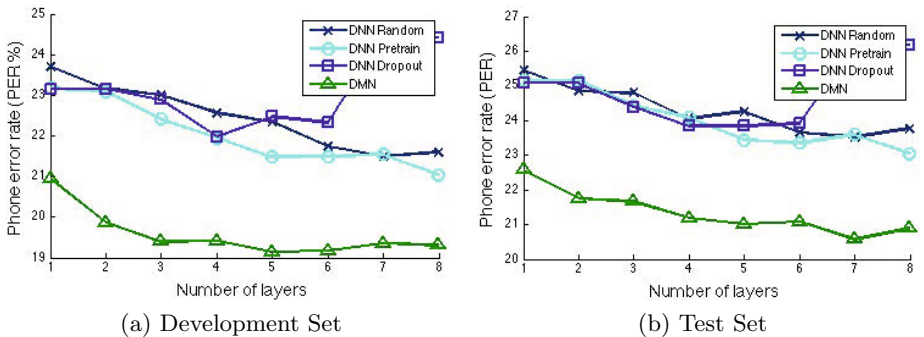 25
24
23
22
21
20
19
1 2 3 4 5 6 7 8
Phone error rate (PER %)
Number of layers
DNN Random
DNN Pretrain
DNN Dropout
DMN
(a) Development Set
27
26
25
24
23
22
21
20
1 2 3 4 5 6 7 8
Phone error rate (PER)
Number of layers
DNN Random
DNN Pretrain
DNN Dropout
DMN
(b) Test Set